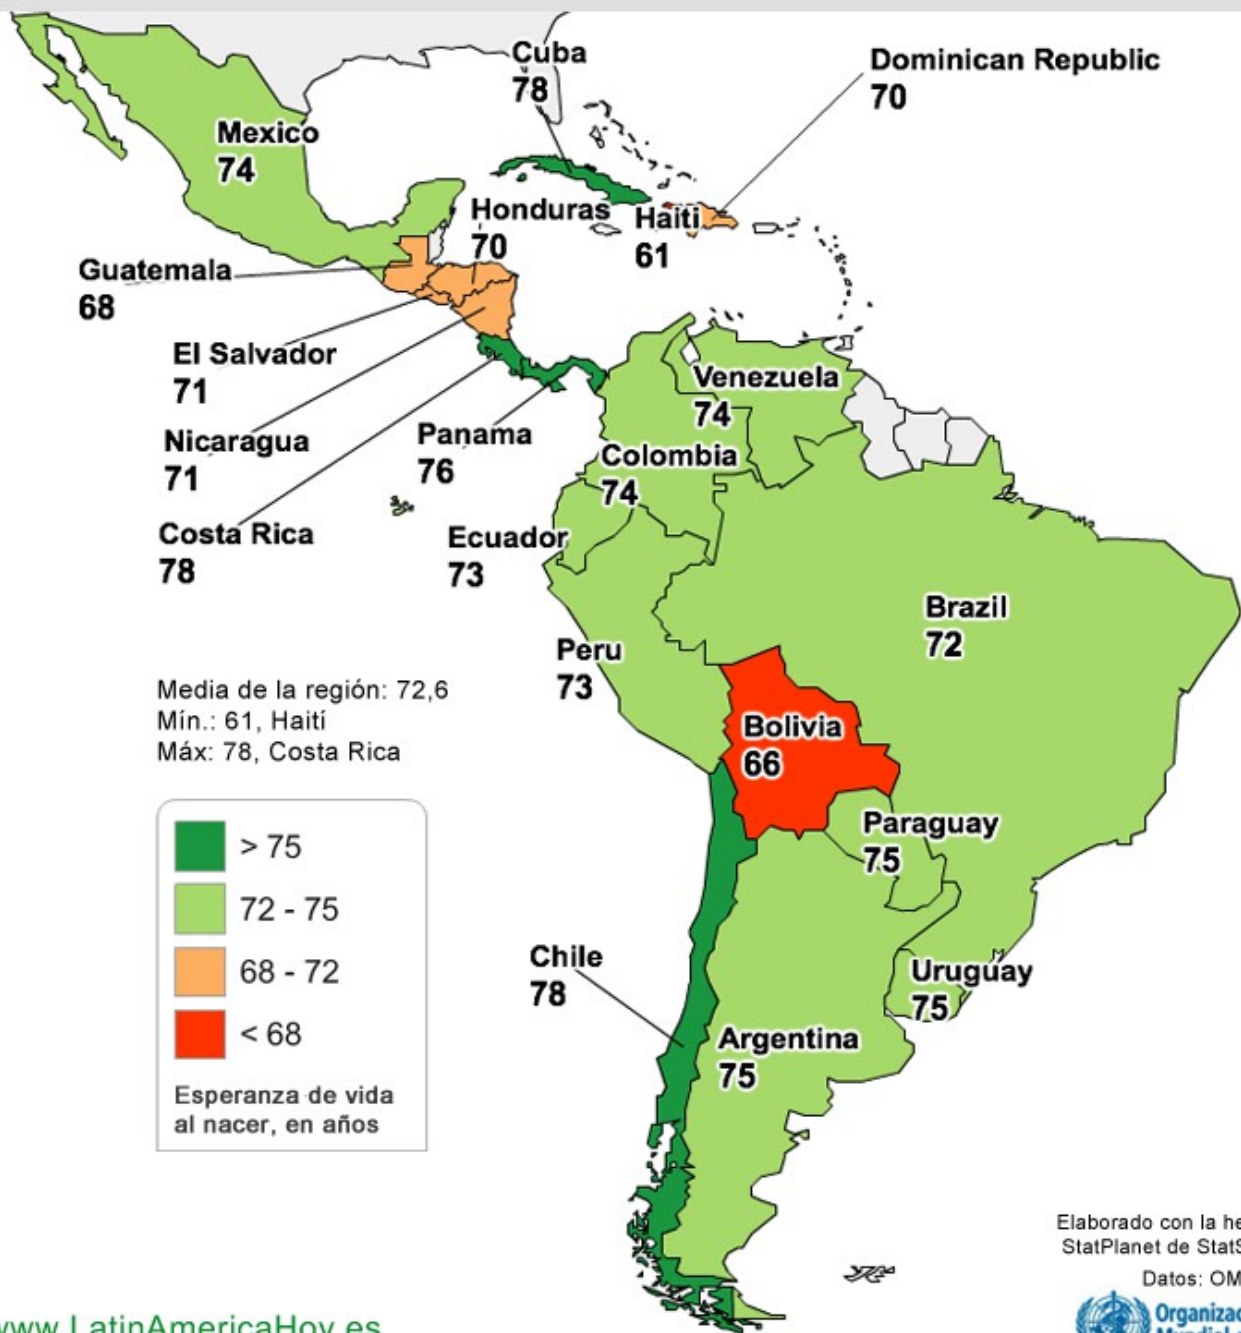 Cuba
78
Dominican Republic
70
Mexico
74
Honduras
70
Haiti
61
Guatemala
68
El Salvador
71
Nicaragua
71
Costa Rica
78
Panama
76
Venezuela
74
Colombia
74
Ecuador
73
Brazil
72
Peru
73
Bolivia
66
Paraguay
75
Chile
78
Uruguay
75
Argentina
75
Media de la región: 72,6
Mín.: 61, Haití
Máx: 78, Costa Rica
> 75
72 - 75
68 - 72
< 68
Esperanza de vida
al nacer, en años
Elaborado con la
StatPlanet de
Datos:
www.LatinAmericaHoy.es